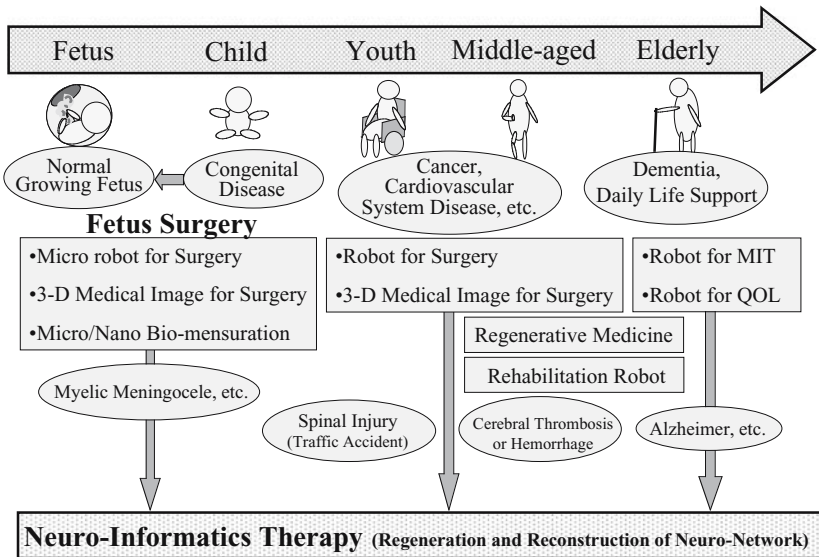 Fetus Child Youth Middle-aged Elderly
Normal
Growing Fetus
Congenital
Disease
Cancer,
Cardiovascular
System Disease, etc.
Dementia,
Daily Life Support
Fetus Surgery
•Micro robot for Surgery
•3-D Medical Image for Surgery
•Micro/Nano Bio-mensuration
•Robot for Surgery
•3-D Medical Image for Surgery
•Robot for MIT
•Robot for QOL
Regenerative Medicine
Rehabilitation Robot
Myelic Meningocele, etc.
Spinal Injury
(Traffic Accident)
Cerebral Thrombosis
or Hemorrhage
Alzheimer, etc.
Neuro-Informatics Therapy (Regeneration and Reconstruction of Neuro-Network)